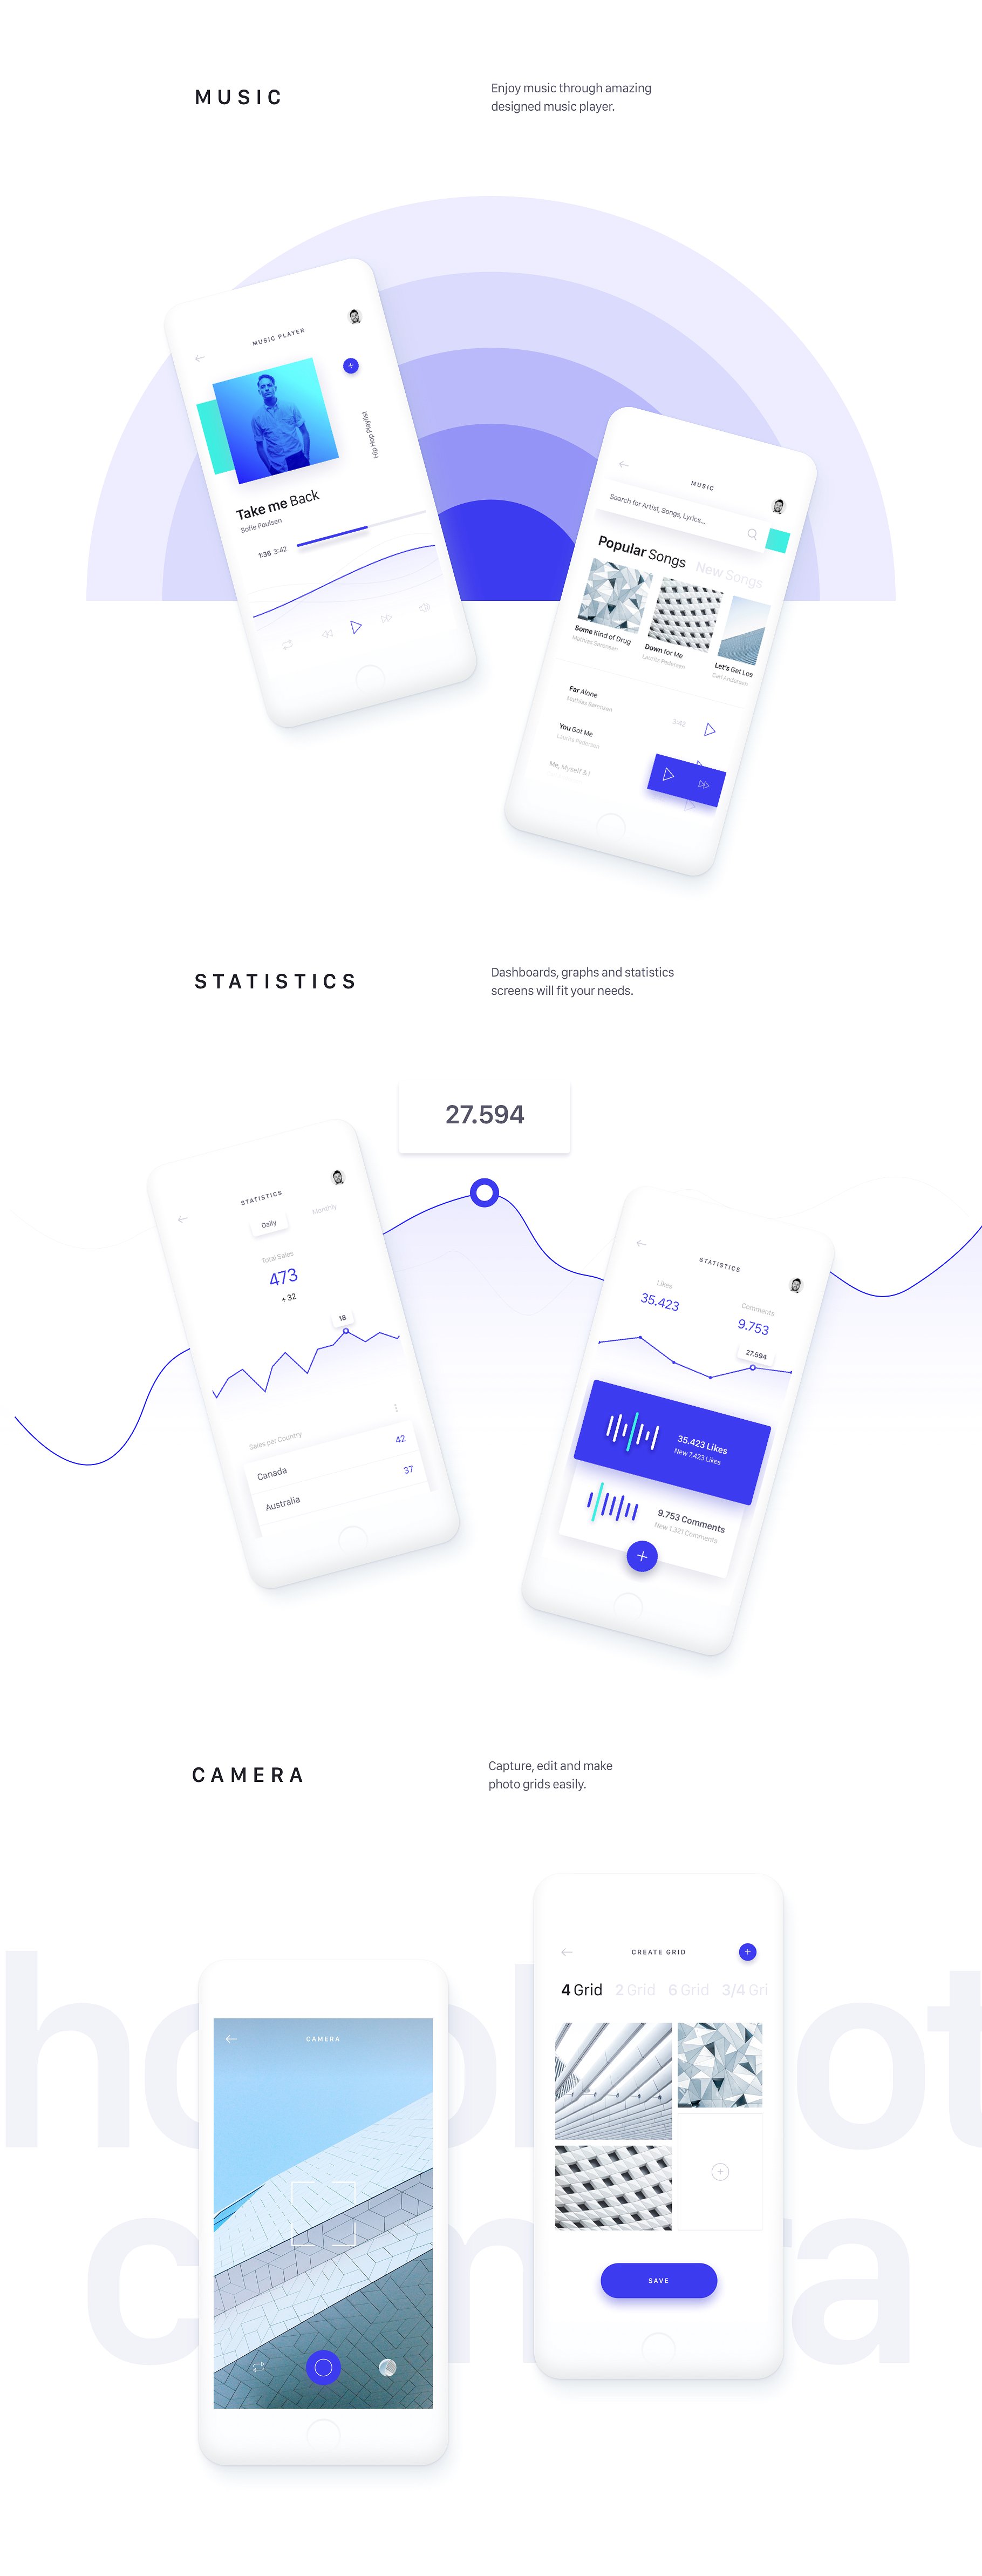 MUSIC
Enjoy music through amazing
designed music player.
MUSIC PLAYER
+
Hip Hop Playlist
Take me Back
Sofie Poulsen
1:36 3:42
MUSIC
Search for Artist, Songs, Lyrics...
Popular Songs New Songs
Some Kind of Drug
Mathias Sørensen
Down for Me
Laurits Pedersen
Let's Get Los
Carl Andersen
Far Alone
Mathias Sørensen
3:42
You Got Me
Laurits Pedersen
Me, Myself & I
STATISTICS
Dashboards, graphs and statistics
screens will fit your needs.
27.594
STATISTICS
Daily Monthly
Total Sales
473
+ 32
18
Sales per Country
Canada 42
Australia 37
STATISTICS
Likes
35.423
Comments
9.753
27.594
35.423 Likes
New 7.423 Likes
9.753 Comments
New 1.321 Comments
+
CAMERA
Capture, edit and make
photo grids easily.
CAMERA
CREATE GRID
+
4 Grid 2 Grid 6 Grid 3/4 Gri
+
SAVE